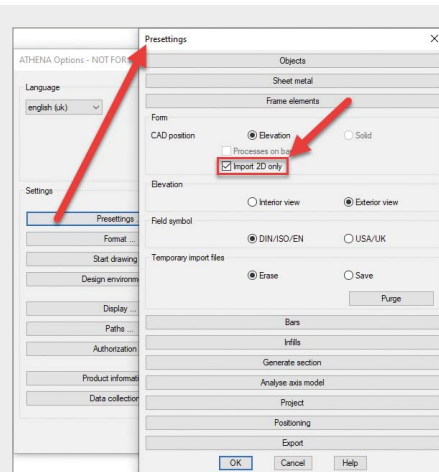 Presettings
ATHENA Options - NOT FOR
Language
english (uk)
Settings
Presettings
Format ...
Start drawing
Design environm
Display ...
Paths ...
Authorization
Product informati
Data collection
Objects
Sheet metal
Frame elements
Form
CAD position
Elevation
Solid
Processes on ba
Import 2D only
Elevation
Interior view
Exterior view
Field symbol
DIN/ISO/EN
USA/UK
Temporary import files
Erase
Save
Purge
Bars
Infills
Generate section
Analyse axis model
Project
Positioning
Export
OK
Cancel
Help